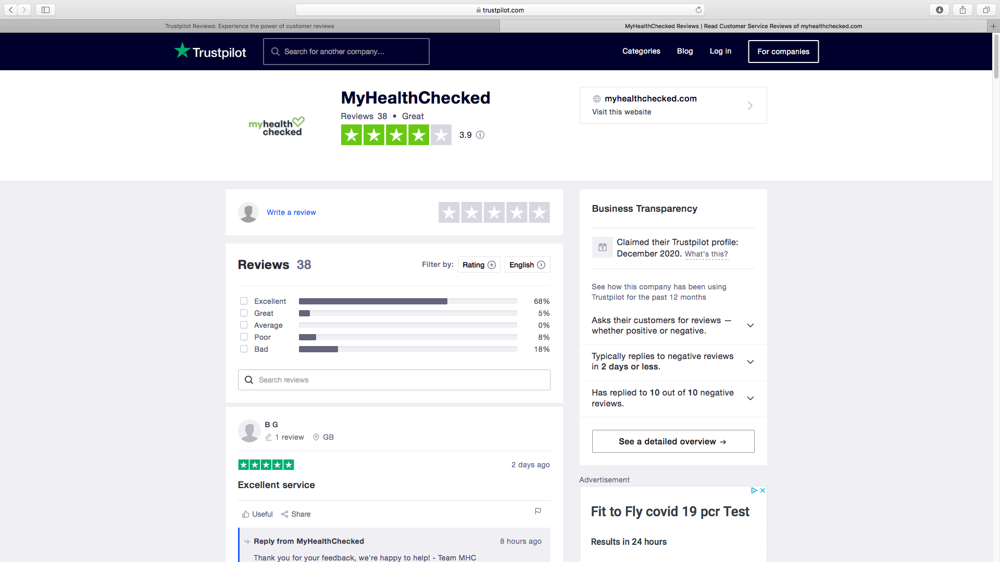 trustpilot.com
Trustpilot Reviews: Experience the power of customer reviews
MyHealthChecked Reviews | Read Customer Service Reviews of myhealthchecked.com
Trustpilot
Search for another company...
Categories
Blog
Log in
For companies
myhealth
checked
MyHealthChecked
Reviews 38 • Great
3.9
myhealthchecked.com
Visit this website
Write a review
Reviews 38
Filter by:
Rating
English
Excellent 68%
Great 5%
Average 0%
Poor 8%
Bad 18%
Search reviews
B G
1 review GB
2 days ago
Excellent service
Useful Share
Reply from MyHealthChecked 8 hours ago
Thank you for your feedback, we're happy to help! - Team MHC
Business Transparency
Claimed their Trustpilot profile:
December 2020. What's this?
See how this company has been using
Trustpilot for the past 12 months
Asks their customers for reviews —
whether positive or negative.
Typically replies to negative reviews
in 2 days or less.
Has replied to 10 out of 10 negative
reviews.
See a detailed overview →
Advertisement
Fit to Fly covid 19 pcr Test
Results in 24 hours